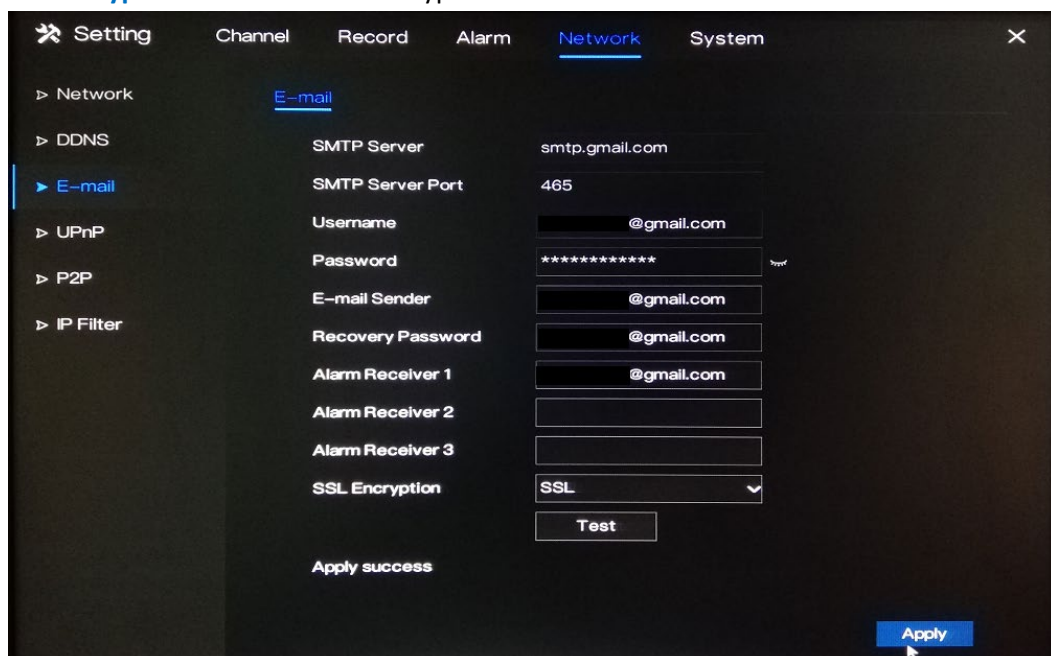 Setting Channel Record Alarm Network System ×
Network
DDNS
E-mail
UPnP
P2P
IP Filter
E-mail
SMTP Server smtp.gmail.com
SMTP Server Port 465
Username @gmail.com
Password ************
E-mail Sender @gmail.com
Recovery Password @gmail.com
Alarm Receiver 1 @gmail.com
Alarm Receiver 2
Alarm Receiver 3
SSL Encryption SSL
Test
Apply success
Apply